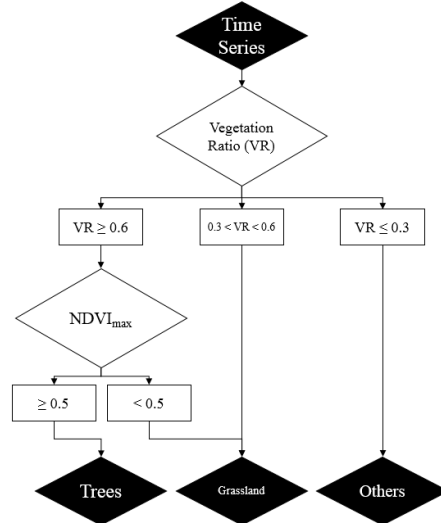 Time
Series
Vegetation
Ratio (VR)
VR ≥ 0.6
0.3 < VR < 0.6
VR ≤ 0.3
NDVImax
≥ 0.5
< 0.5
Trees
Grassland
Others